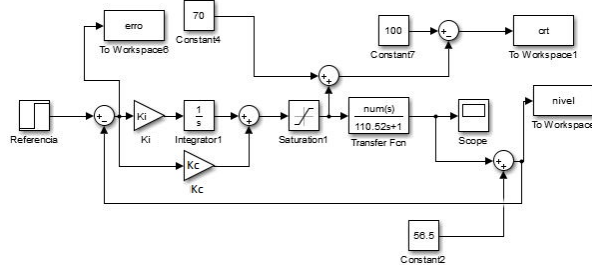 erro
To Workspace6
70
Constant4
100
Constant7
crt
To Workspace1
nivel
To Workspace
Referencia
Ki
Ki
1
s
Integrator1
Kc
Kc
Saturation1
num(s)
110.52s+1
Transfer Fcn
Scope
56.5
Constant2